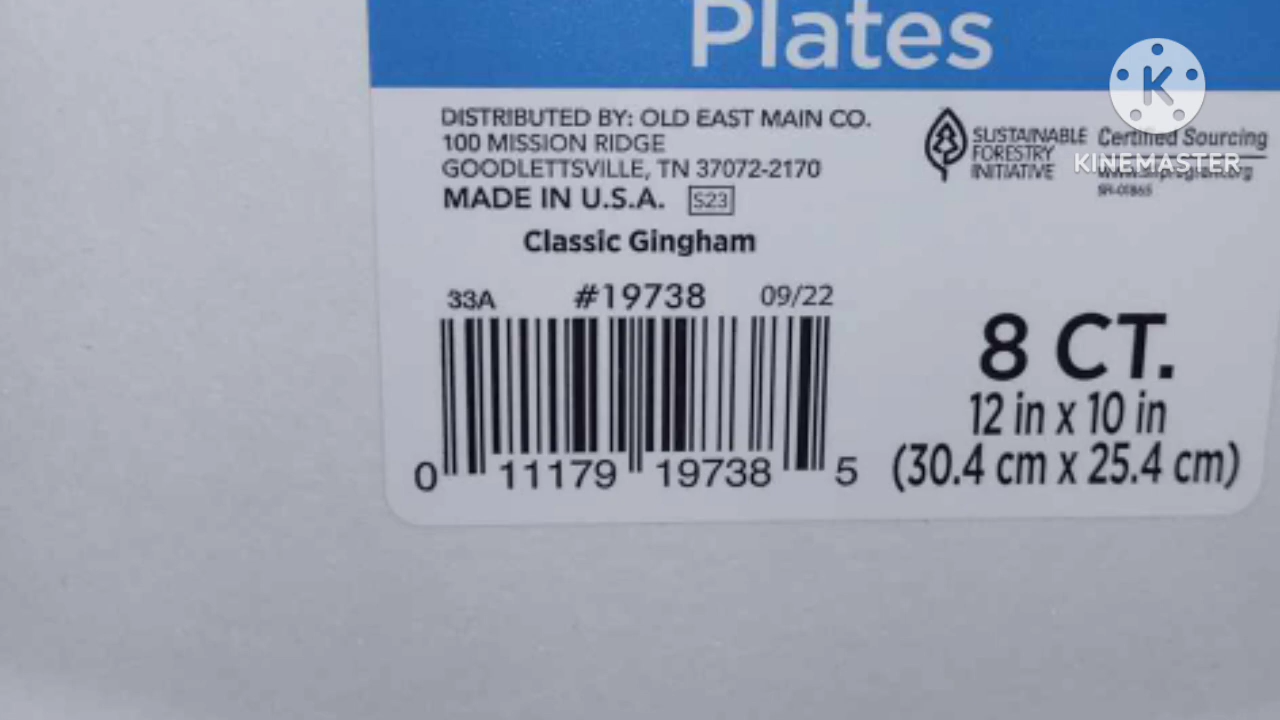 Plates
DISTRIBUTED BY: OLD EAST MAIN CO.
100 MISSION RIDGE
GOODLETTSVILLE, TN 37072-2170
MADE IN U.S.A. S23
Classic Gingham
33A #19738 09/22
0 11179 19738 5
SUSTAINABLE
FORESTRY
INITIATIVE
Certified Sourcing
K
KINEMASTER
8 CT.
12 in x 10 in
(30.4 cm x 25.4 cm)